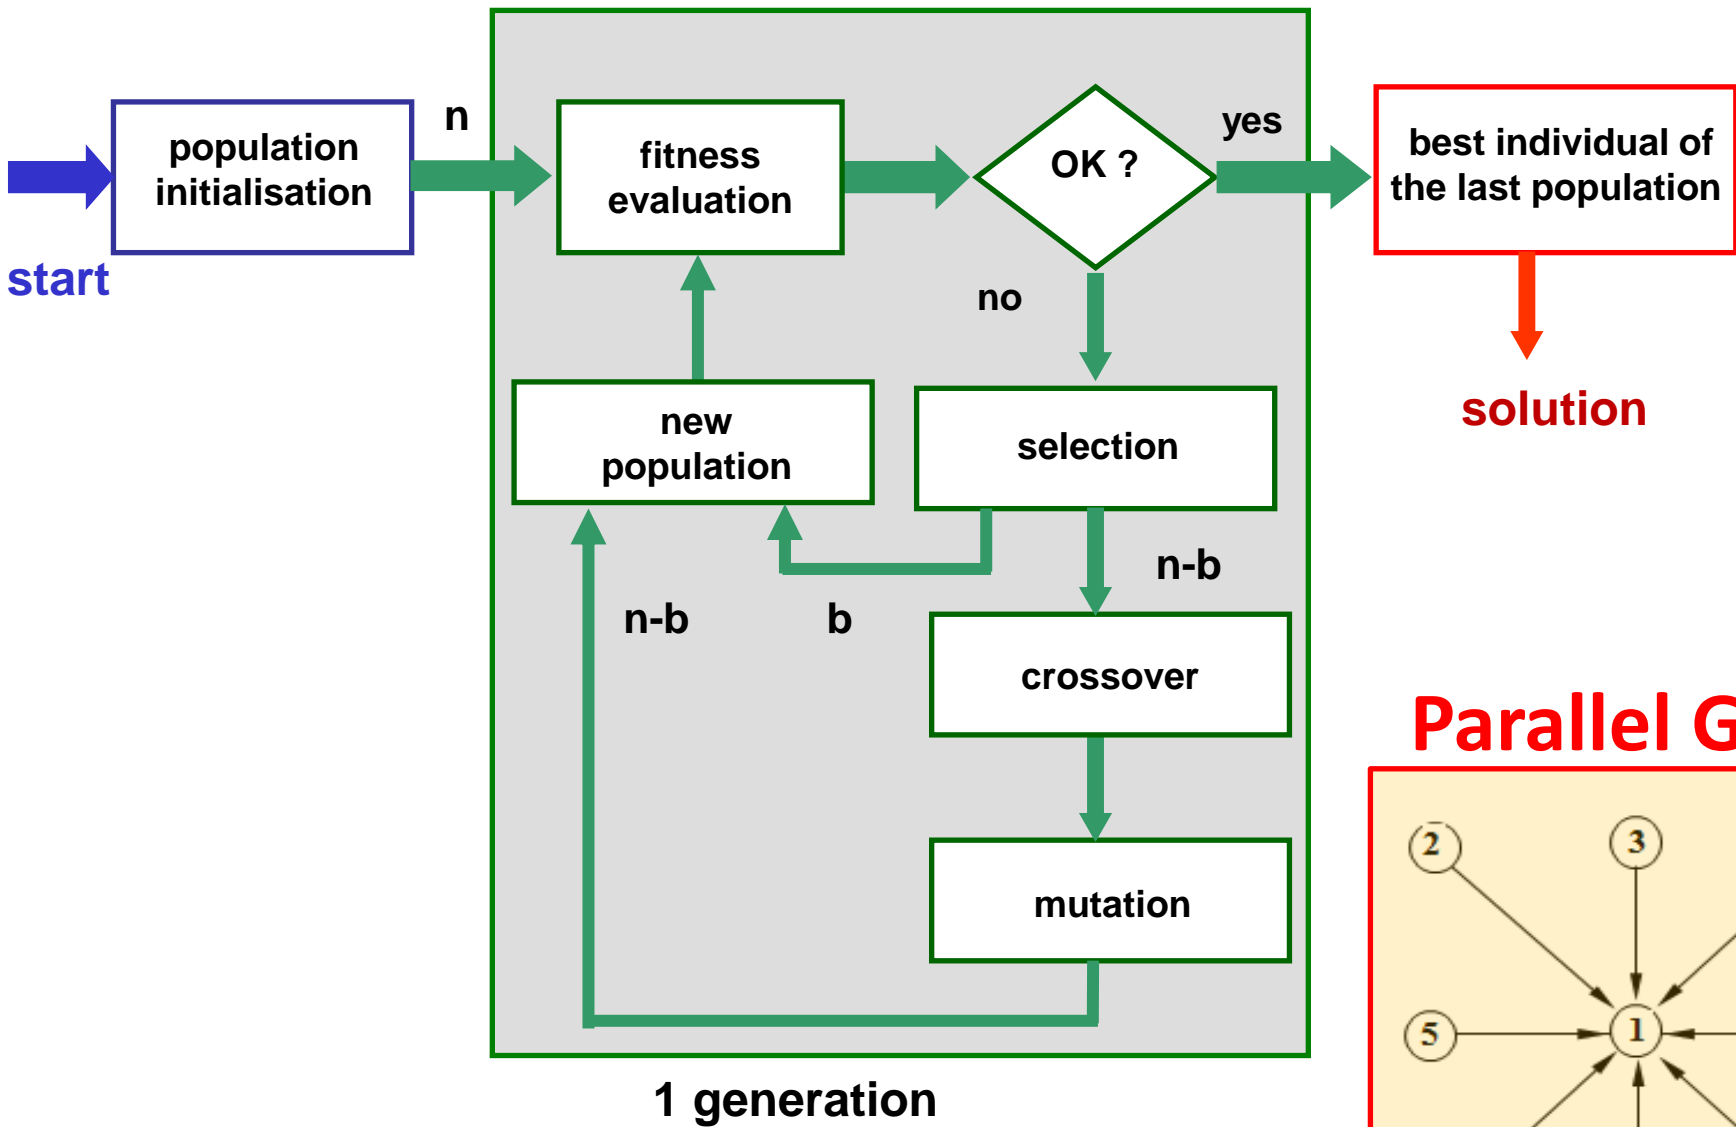 start
population
initialisation
n
fitness
evaluation
OK ?
yes
no
best individual of
the last population
solution
new
population
selection
n-b
b
n-b
crossover
mutation
1 generation
Parallel G
2
3
5
1